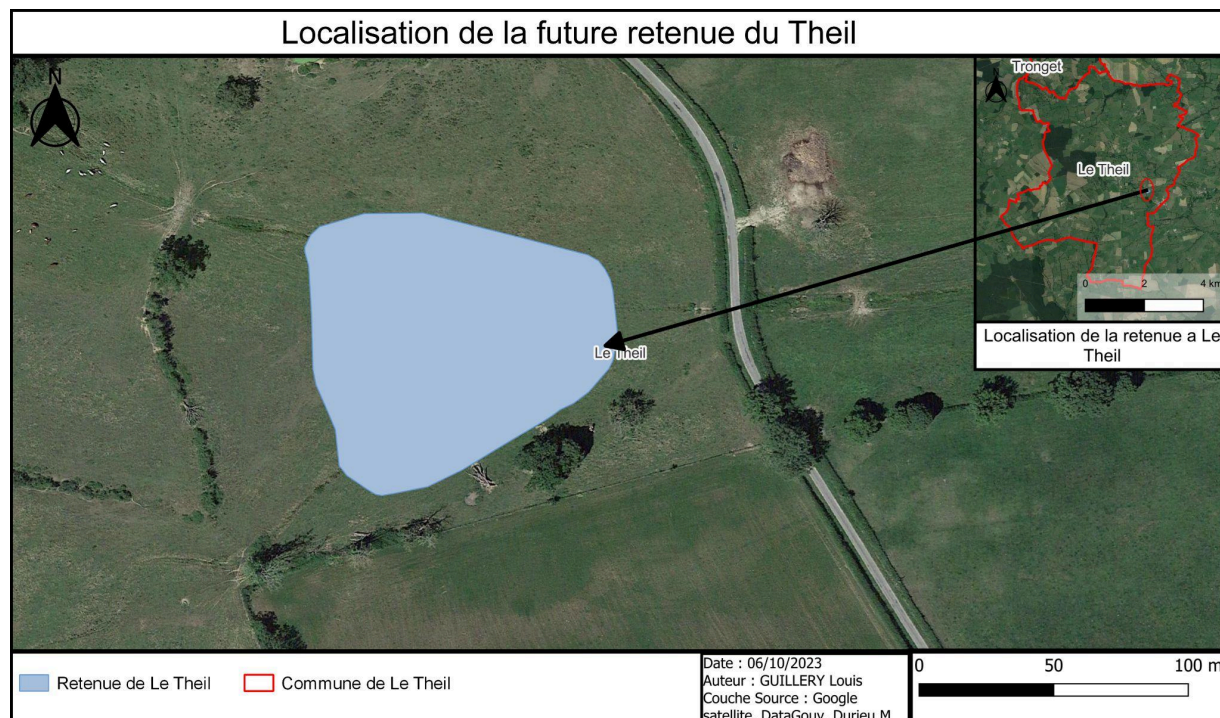 Localisation de la future retenue du Theil
N
Tronget
Le Theil
0 2 4 km
Localisation de la retenue a Le
Theil
Le Theil
Retenue de Le Theil
Commune de Le Theil
Date : 06/10/2023
Auteur : GUILLERY Louis
Couche Source : Google
satellite, DataGouv, Durieu M
0 50 100 m